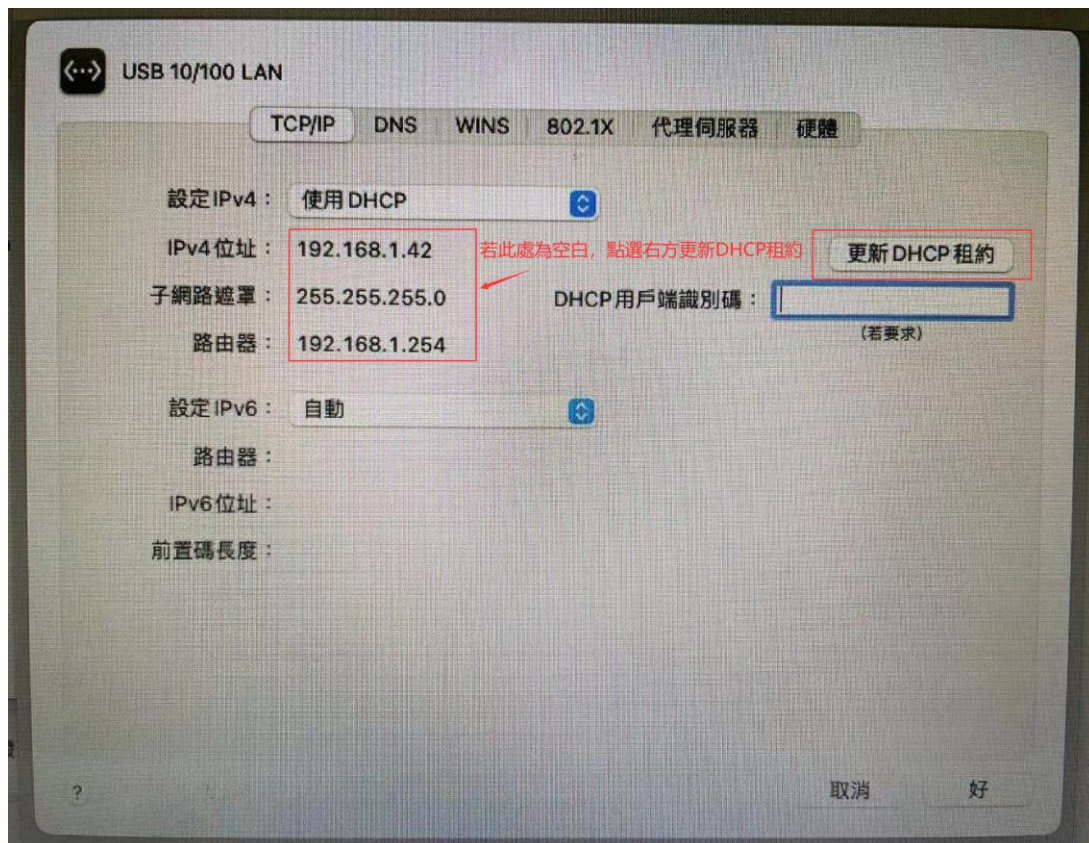 USB 10/100 LAN
TCP/IP DNS WINS 802.1X 代理伺服器 硬體
設定IPv4： 使用DHCP
IPv4位址： 192.168.1.42 若此處為空白，點選右方更新DHCP租約 更新DHCP租約
子網路遮罩： 255.255.255.0 DHCP用戶端識別碼：
路由器： 192.168.1.254 （若要求）
設定IPv6： 自動
路由器：
IPv6位址：
前置碼長度：
? 取消 好